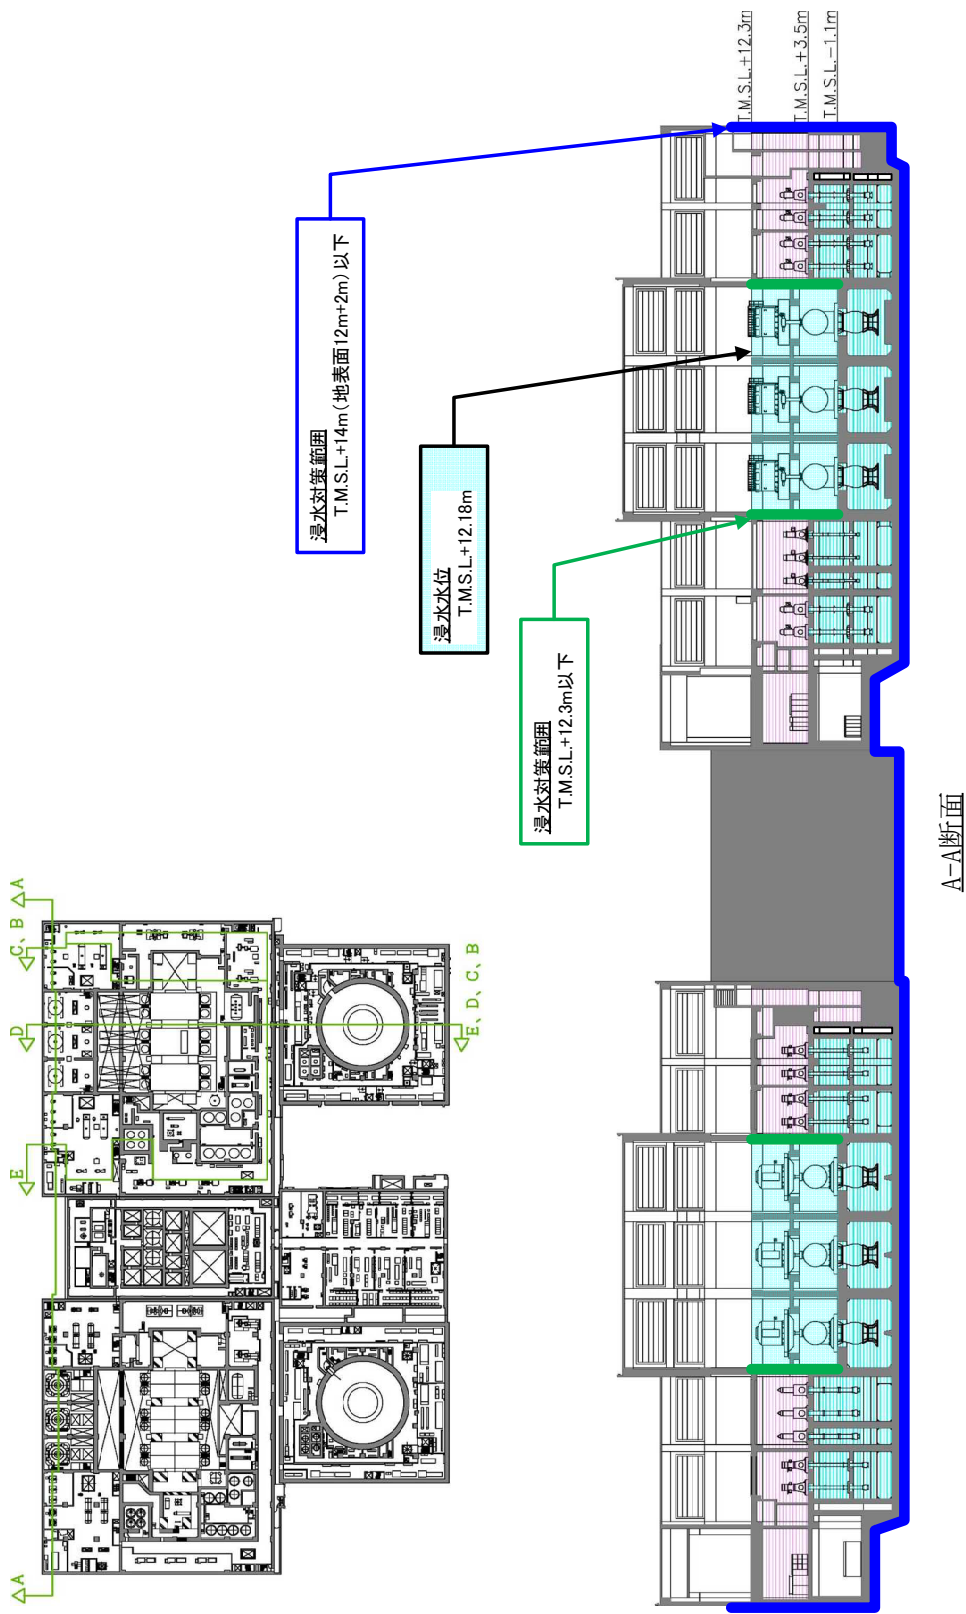 T.M.S.L.+12.3m
T.M.S.L.+3.5m
T.M.S.L.-1.1m
浸水対策範囲
T.M.S.L.+14m(地表面12m+2m)以下
浸水水位
T.M.S.L.+12.18m
浸水対策範囲
T.M.S.L.+12.3m以下
A
C、B
D
E
A
E、D、C、B
A-A断面